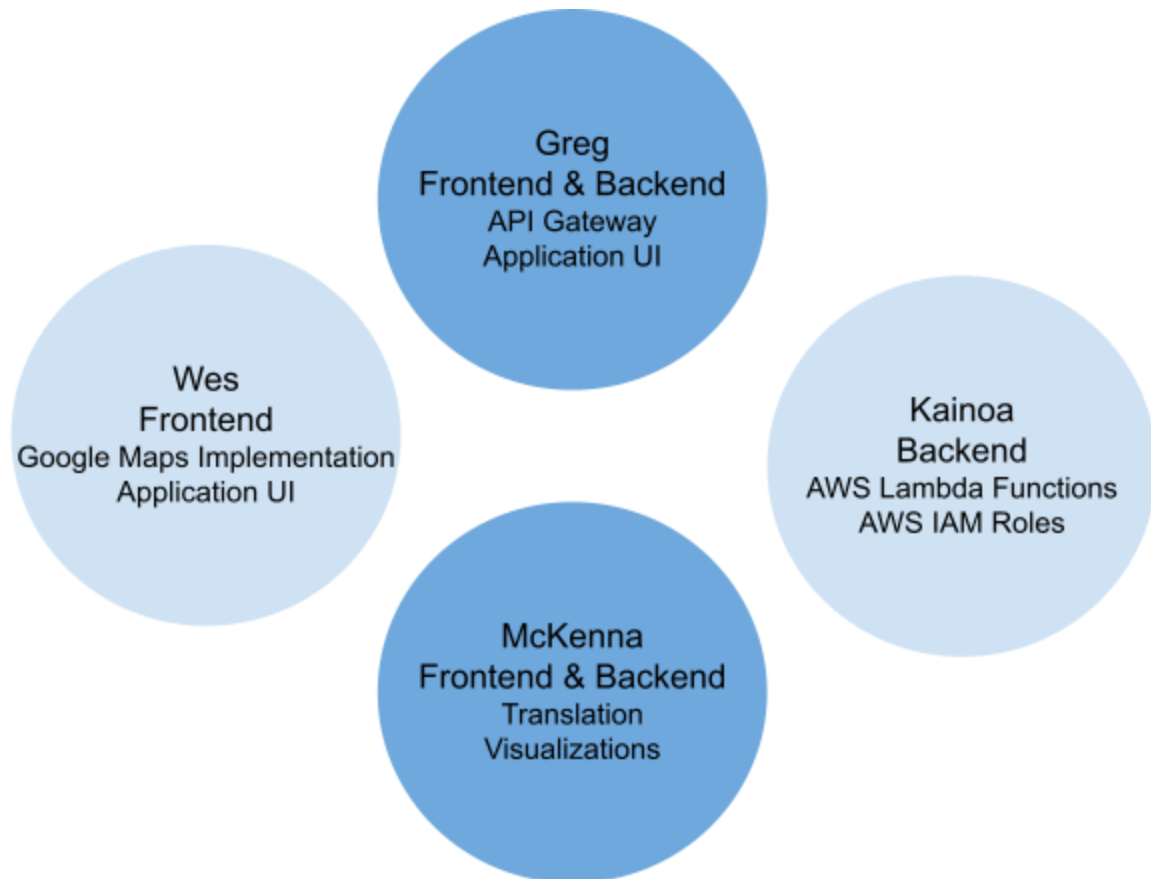 Greg
Frontend & Backend
API Gateway
Application UI
Wes
Frontend
Google Maps Implementation
Application UI
Kainoa
Backend
AWS Lambda Functions
AWS IAM Roles
McKenna
Frontend & Backend
Translation
Visualizations